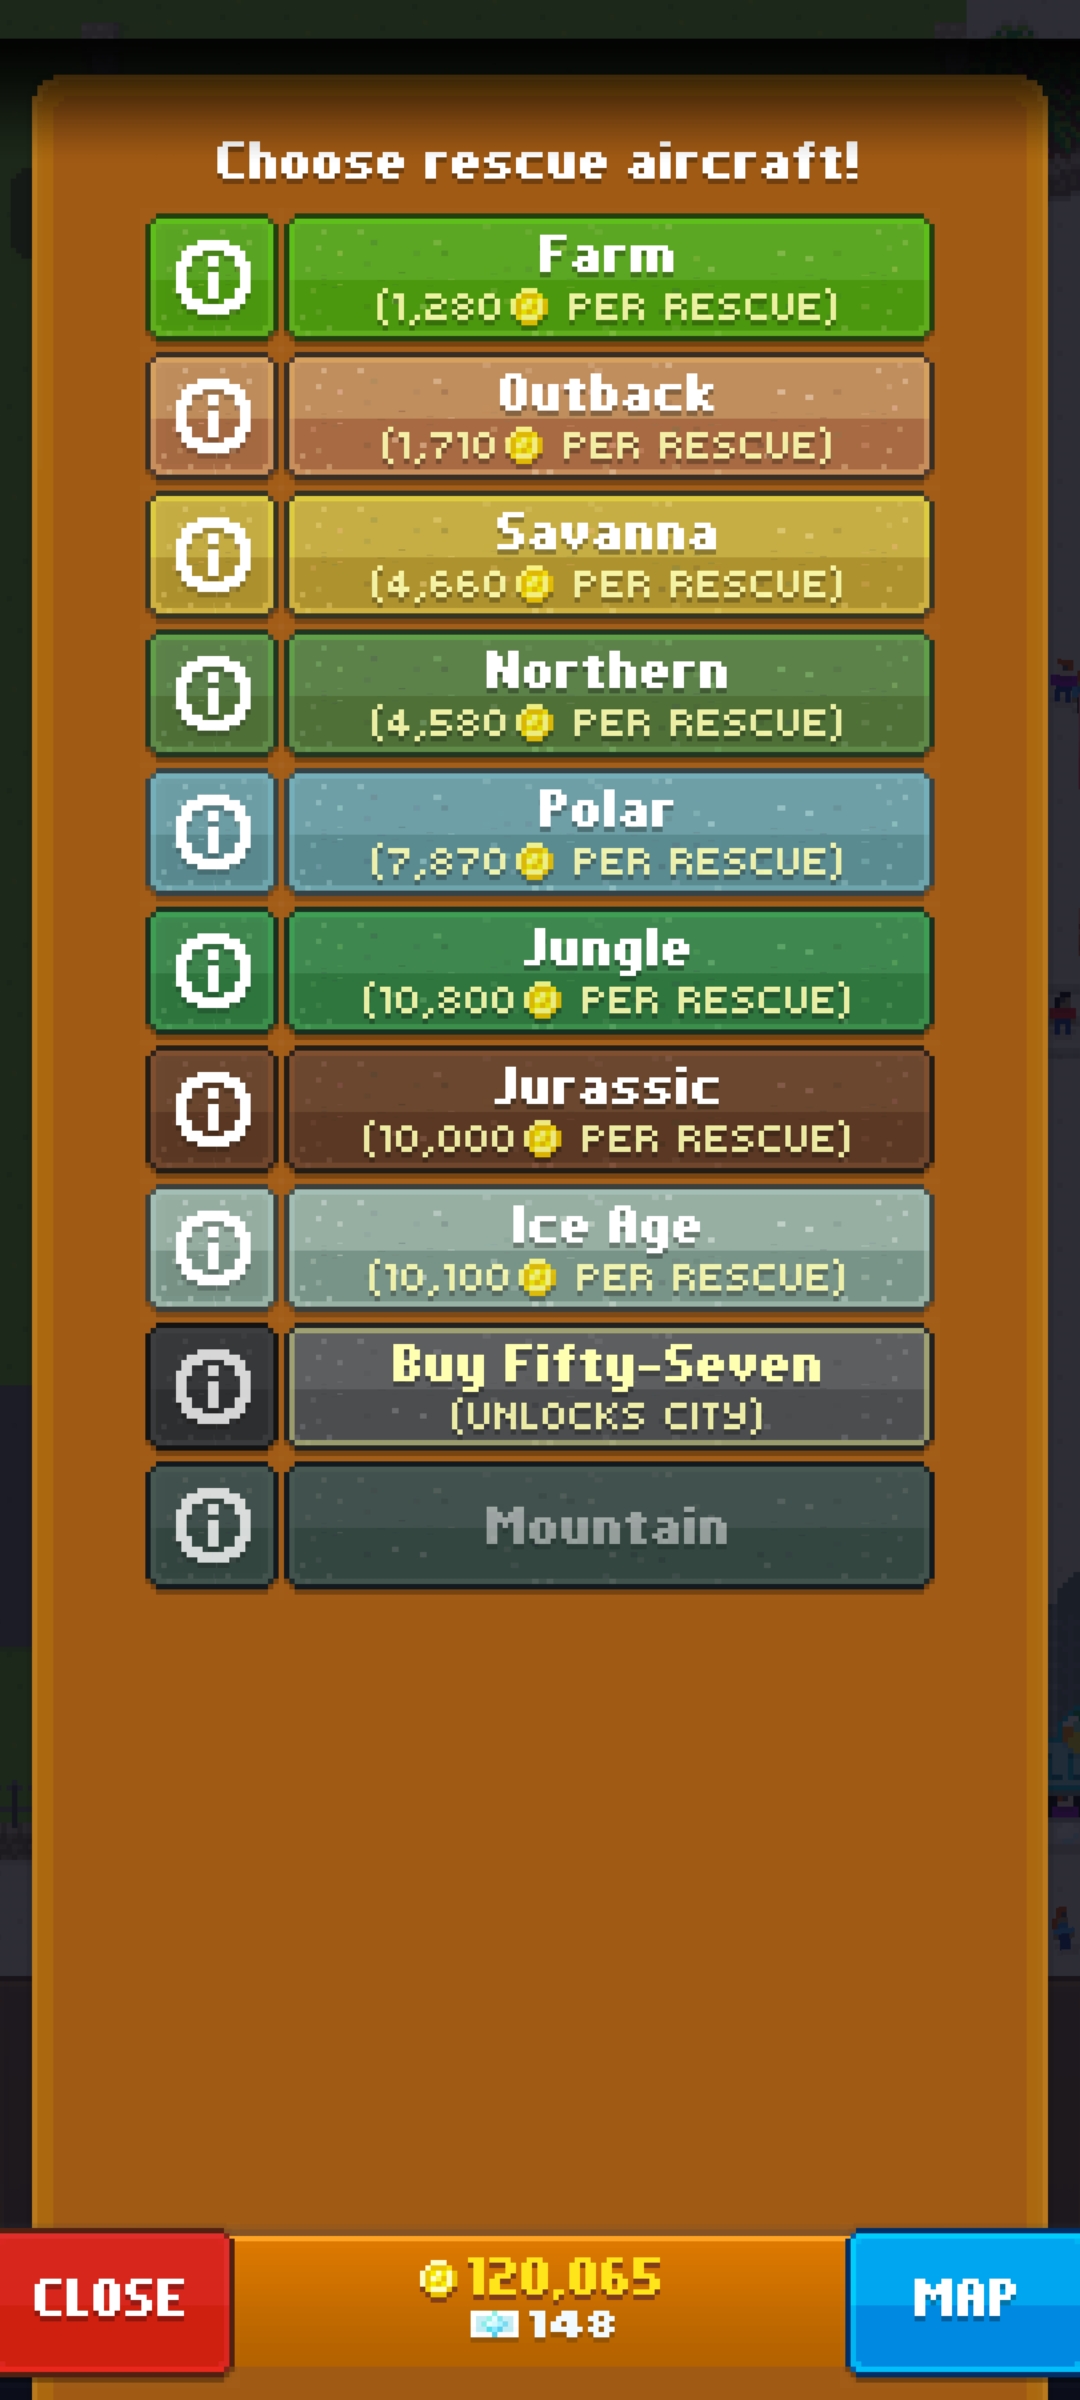 Choose rescue aircraft!
Farm
(1,280 PER RESCUE)
Outback
(1,710 PER RESCUE)
Savanna
(4,660 PER RESCUE)
Northern
(4,580 PER RESCUE)
Polar
(7,870 PER RESCUE)
Jungle
(10,800 PER RESCUE)
Jurassic
(10,000 PER RESCUE)
Ice Age
(10,100 PER RESCUE)
Buy Fifty-Seven
(UNLOCKS CITY)
Mountain
CLOSE
120,065
148
MAP